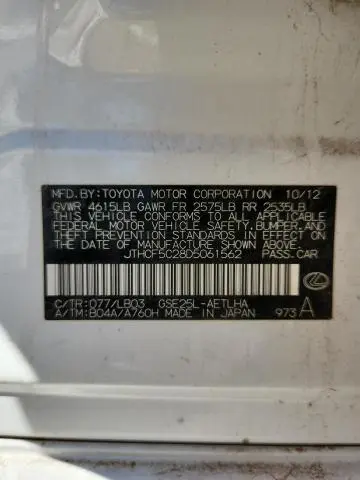 MFD. BY: TOYOTA MOTOR CORPORATION 10/12
GVWR 4615LB GAWR FR 2575LB RR 2535LB
THIS VEHICLE CONFORMS TO ALL APPLICABLE
FEDERAL MOTOR VEHICLE SAFETY, BUMPER, AND
THEFT PREVENTION STANDARDS IN EFFECT ON
THE DATE OF MANUFACTURE SHOWN ABOVE.
JTHCF5C28D5061562 PASS. CAR
C/TR: 077/LB03 GSE25L-AETLHA
A/TM: B04A/A760H MADE IN JAPAN 973 A